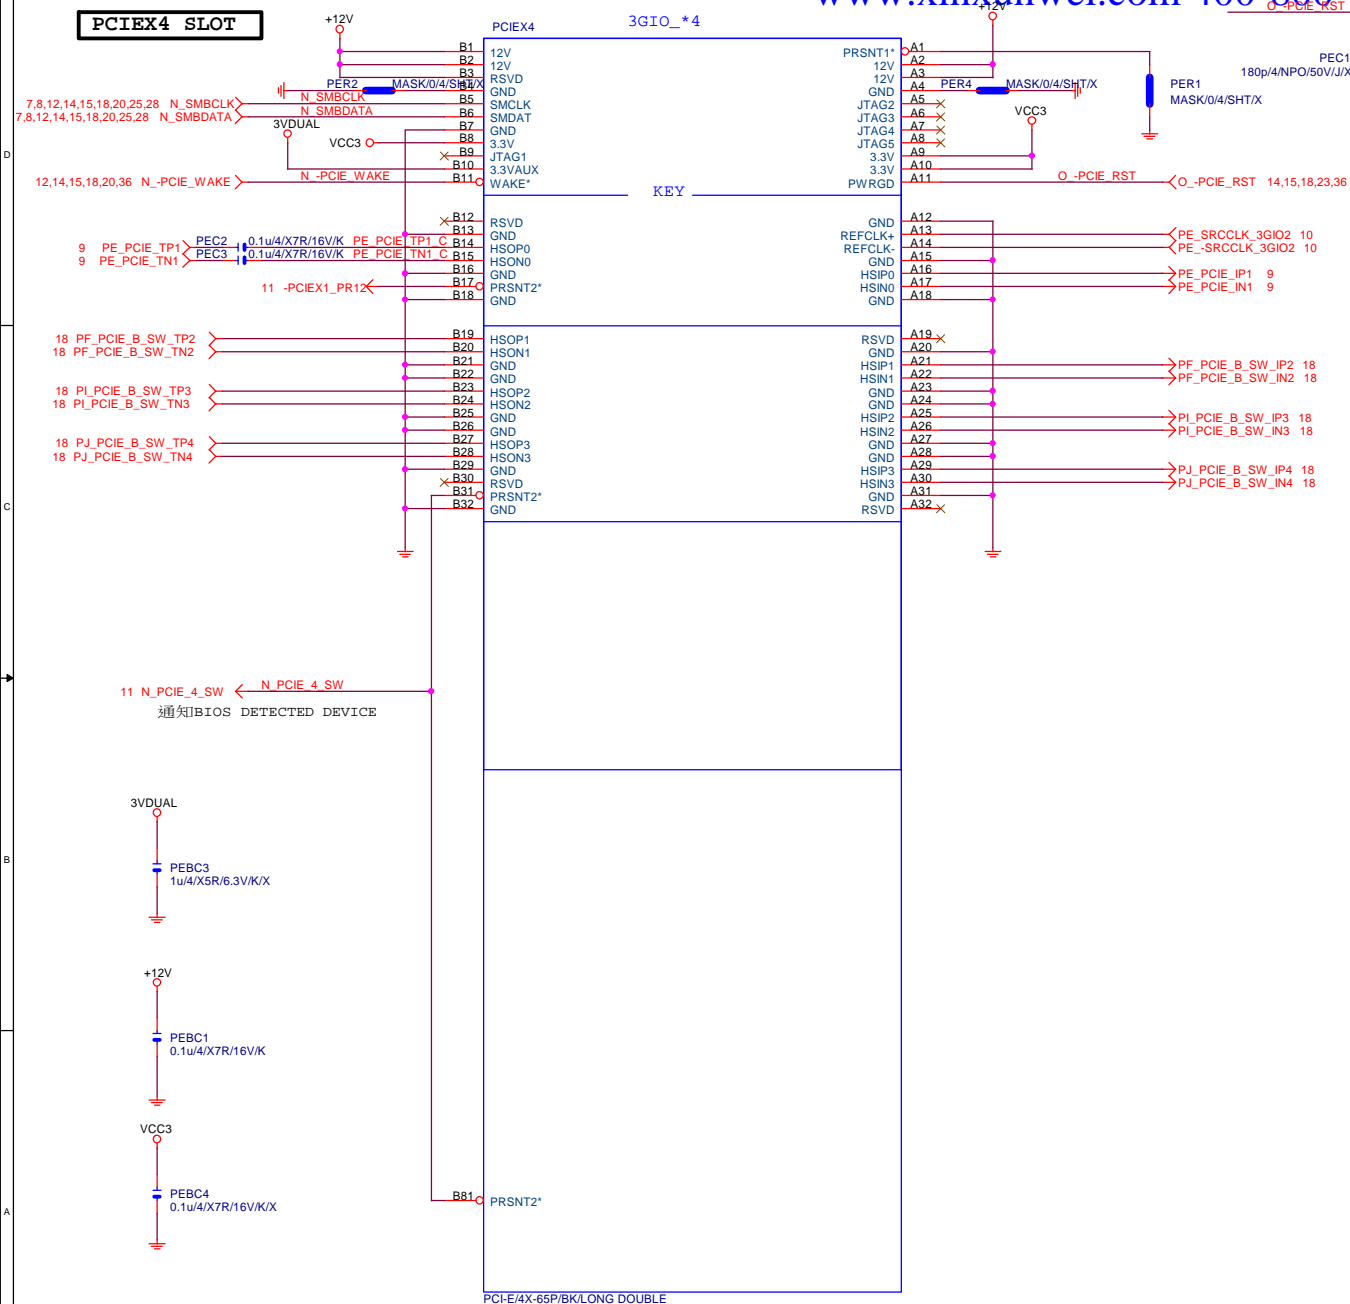 www.xinxunwei.com 400-800
O_-PCIE_RST
PCIEX4 SLOT
+12V
PCIEX4
3GIO_*4
+12V
PEC1
180p/4/NPO/50V/J/X
B1 12V
B2 12V
B3 RSVD
B4 GND
B5 SMCLK
B6 SMDAT
B7 GND
B8 3.3V
B9 JTAG1
B10 3.3VAUX
B11 WAKE*
PRSNT1* A1
12V A2
12V A3
GND A4
JTAG2 A5
JTAG3 A6
JTAG4 A7
JTAG5 A8
3.3V A9
3.3V A10
PWRGD A11
PER2 MASK/0/4/SHT/X
PER4 MASK/0/4/SHT/X
PER1
MASK/0/4/SHT/X
7,8,12,14,15,18,20,25,28 N_SMBCLK
N_SMBCLK
7,8,12,14,15,18,20,25,28 N_SMBDATA
N_SMBDATA
3VDUAL
VCC3
VCC3
12,14,15,18,20,36 N_-PCIE_WAKE
N_-PCIE_WAKE
O_-PCIE_RST
O_-PCIE_RST 14,15,18,23,36
KEY
B12 RSVD
B13 GND
B14 HSOP0
B15 HSON0
B16 GND
B17 PRSNT2*
B18 GND
GND A12
REFCLK+ A13
REFCLK- A14
GND A15
HSIP0 A16
HSIN0 A17
GND A18
9 PE_PCIE_TP1
PEC2 0.1u/4/X7R/16V/K PE_PCIE_TP1_C
9 PE_PCIE_TN1
PEC3 0.1u/4/X7R/16V/K PE_PCIE_TN1_C
11 -PCIEX1_PR12
PE_SRCCLK_3GIO2 10
PE_-SRCCLK_3GIO2 10
PE_PCIE_IP1 9
PE_PCIE_IN1 9
B19 HSOP1
B20 HSON1
B21 GND
B22 GND
B23 HSOP2
B24 HSON2
B25 GND
B26 GND
B27 HSOP3
B28 HSON3
B29 GND
B30 RSVD
B31 PRSNT2*
B32 GND
RSVD A19
GND A20
HSIP1 A21
HSIN1 A22
GND A23
GND A24
HSIP2 A25
HSIN2 A26
GND A27
GND A28
HSIP3 A29
HSIN3 A30
GND A31
RSVD A32
18 PF_PCIE_B_SW_TP2
18 PF_PCIE_B_SW_TN2
18 PI_PCIE_B_SW_TP3
18 PI_PCIE_B_SW_TN3
18 PJ_PCIE_B_SW_TP4
18 PJ_PCIE_B_SW_TN4
PF_PCIE_B_SW_IP2 18
PF_PCIE_B_SW_IN2 18
PI_PCIE_B_SW_IP3 18
PI_PCIE_B_SW_IN3 18
PJ_PCIE_B_SW_IP4 18
PJ_PCIE_B_SW_IN4 18
11 N_PCIE_4_SW
N_PCIE_4_SW
通知BIOS DETECTED DEVICE
3VDUAL
PEBC3
1u/4/X5R/6.3V/K/X
+12V
PEBC1
0.1u/4/X7R/16V/K
VCC3
PEBC4
0.1u/4/X7R/16V/K/X
B81 PRSNT2*
PCI-E/4X-65P/BK/LONG DOUBLE
D
C
B
A